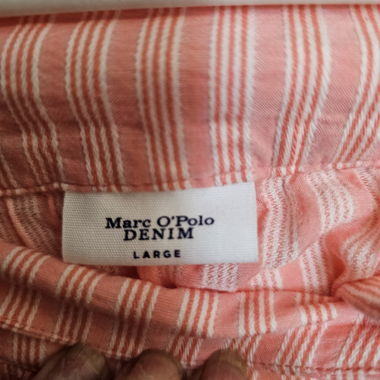 Marc O'Polo
DENIM
LARGE